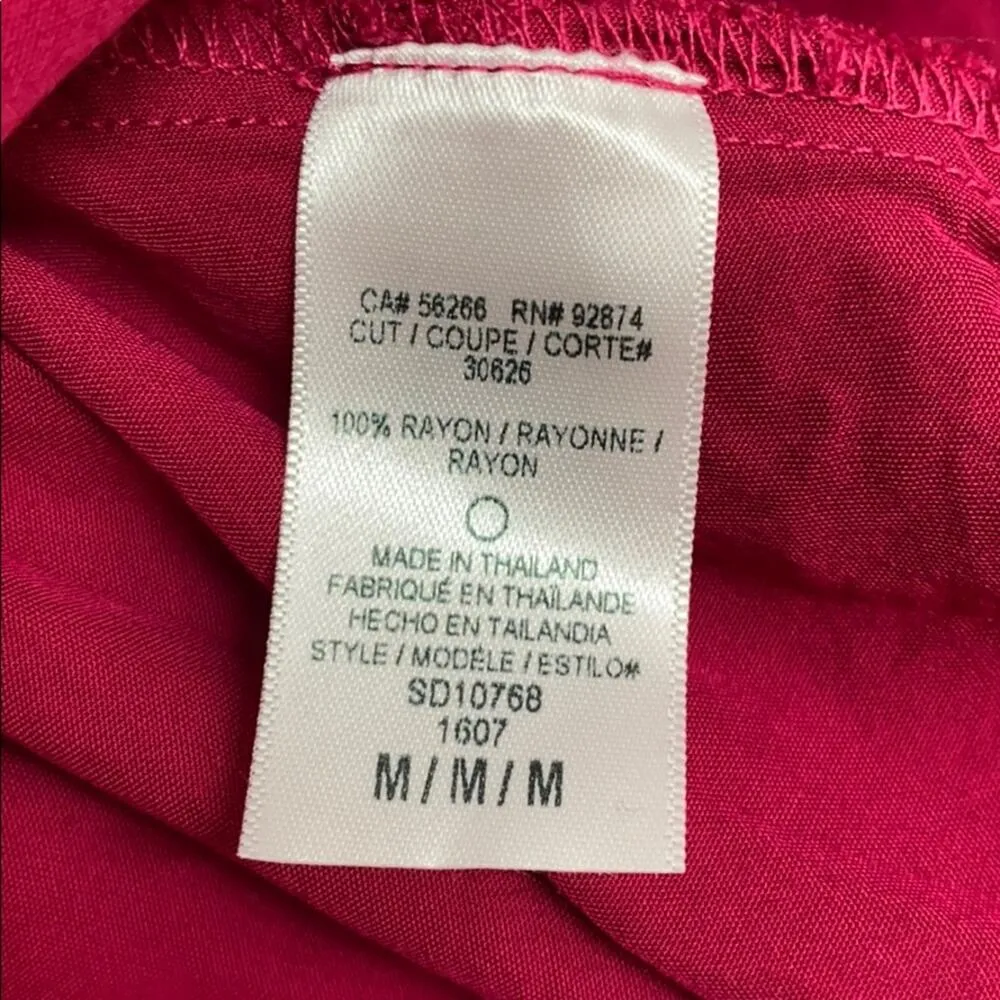 CA# 56266 RN# 92874
CUT / COUPE / CORTE#
30626
100% RAYON / RAYONNE /
RAYON
MADE IN THAILAND
FABRIQUÉ EN THAÏLANDE
HECHO EN TAILANDIA
STYLE / MODÈLE / ESTILO#
SD10768
1607
M / M / M